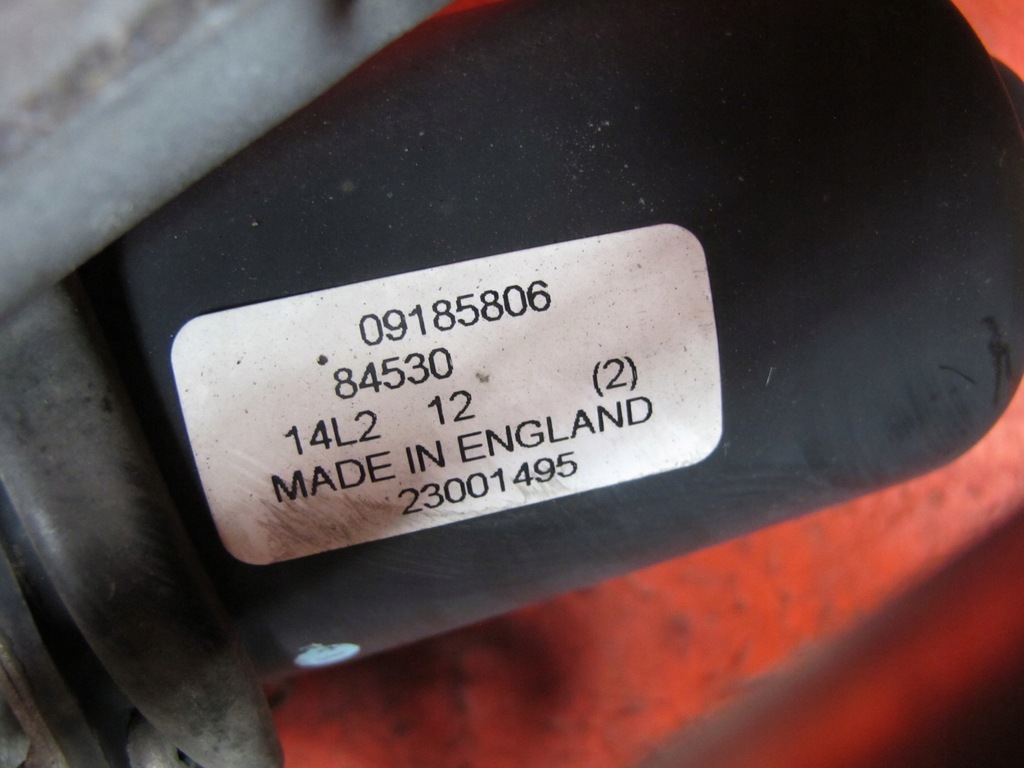 09185806
84530
14L2 12 (2)
MADE IN ENGLAND
23001495